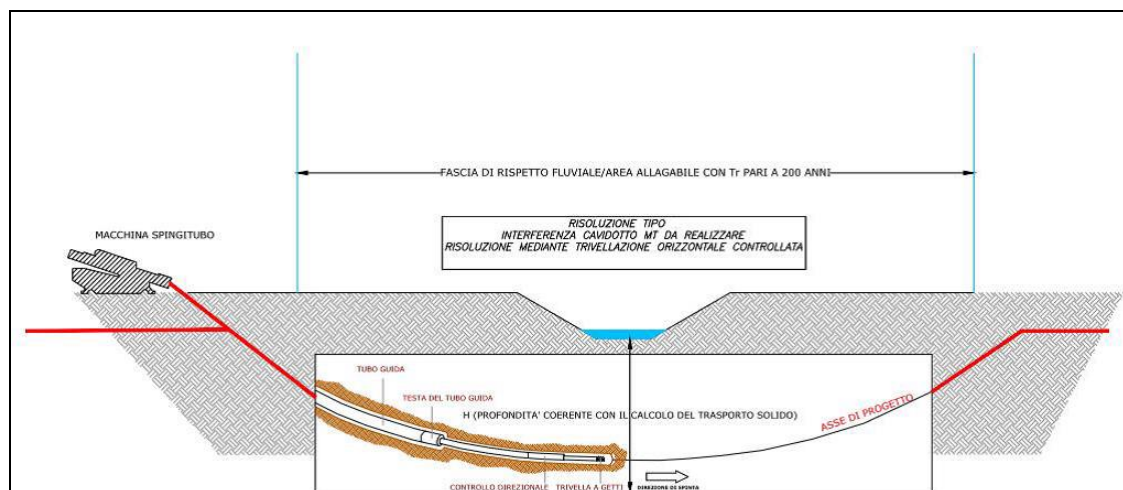 FASCIA DI RISPETTO FLUVIALE/AREA ALLAGABILE CON Tr PARI A 200 ANNI
RISOLUZIONE TIPO
INTERFERENZA CAVIDOTTO MT DA REALIZZARE
RISOLUZIONE MEDIANTE TRIVELLAZIONE ORIZZONTALE CONTROLLATA
MACCHINA SPINGITUBO
TUBO GUIDA
TESTA DEL TUBO GUIDA
H (PROFONDITA' COERENTE CON IL CALCOLO DEL TRASPORTO SOLIDO)
ASSE DI PROGETTO
CONTROLLO DIREZIONALE
TRIVELLA A GETTI
DIREZIONE DI SPINTA